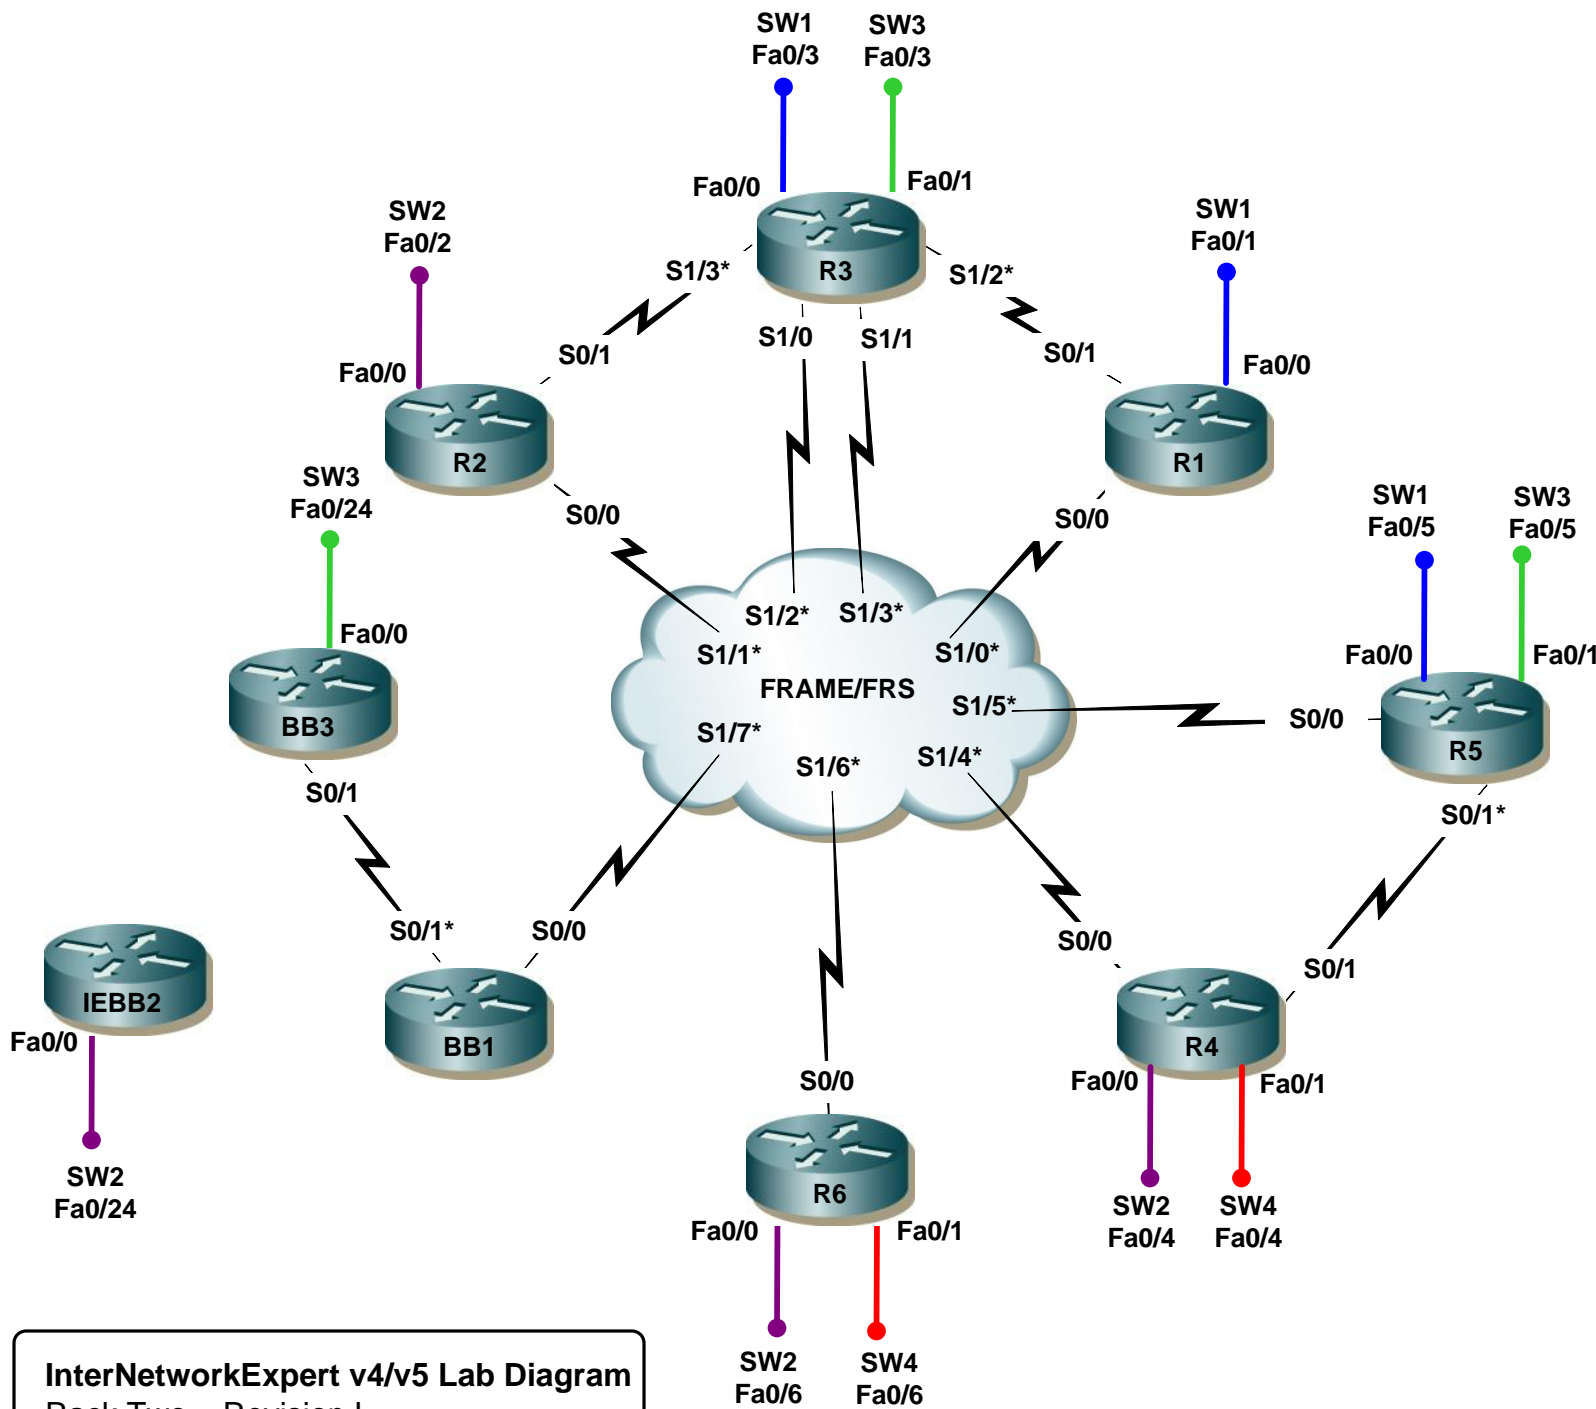 SW1
Fa0/3
SW3
Fa0/3
Fa0/0
Fa0/1
R3
SW2
Fa0/2
SW1
Fa0/1
S1/3*
S1/2*
S1/0
S1/1
S0/1
S0/1
Fa0/0
Fa0/0
R2
R1
SW3
Fa0/24
SW1
Fa0/5
SW3
Fa0/5
S0/0
S0/0
S1/2*
S1/3*
Fa0/0
S1/1*
S1/0*
Fa0/0
Fa0/1
FRAME/FRS
S1/5*
S0/0
BB3
S1/7*
S1/6*
S1/4*
R5
S0/1
S0/1*
S0/1*
S0/0
S0/0
S0/1
IEBB2
Fa0/0
BB1
R4
S0/0
Fa0/0
Fa0/1
SW2
Fa0/24
R6
Fa0/0
Fa0/1
SW2
Fa0/4
SW4
Fa0/4
SW2
Fa0/6
SW4
Fa0/6
InterNetworkExpert v4/v5 Lab Diagram